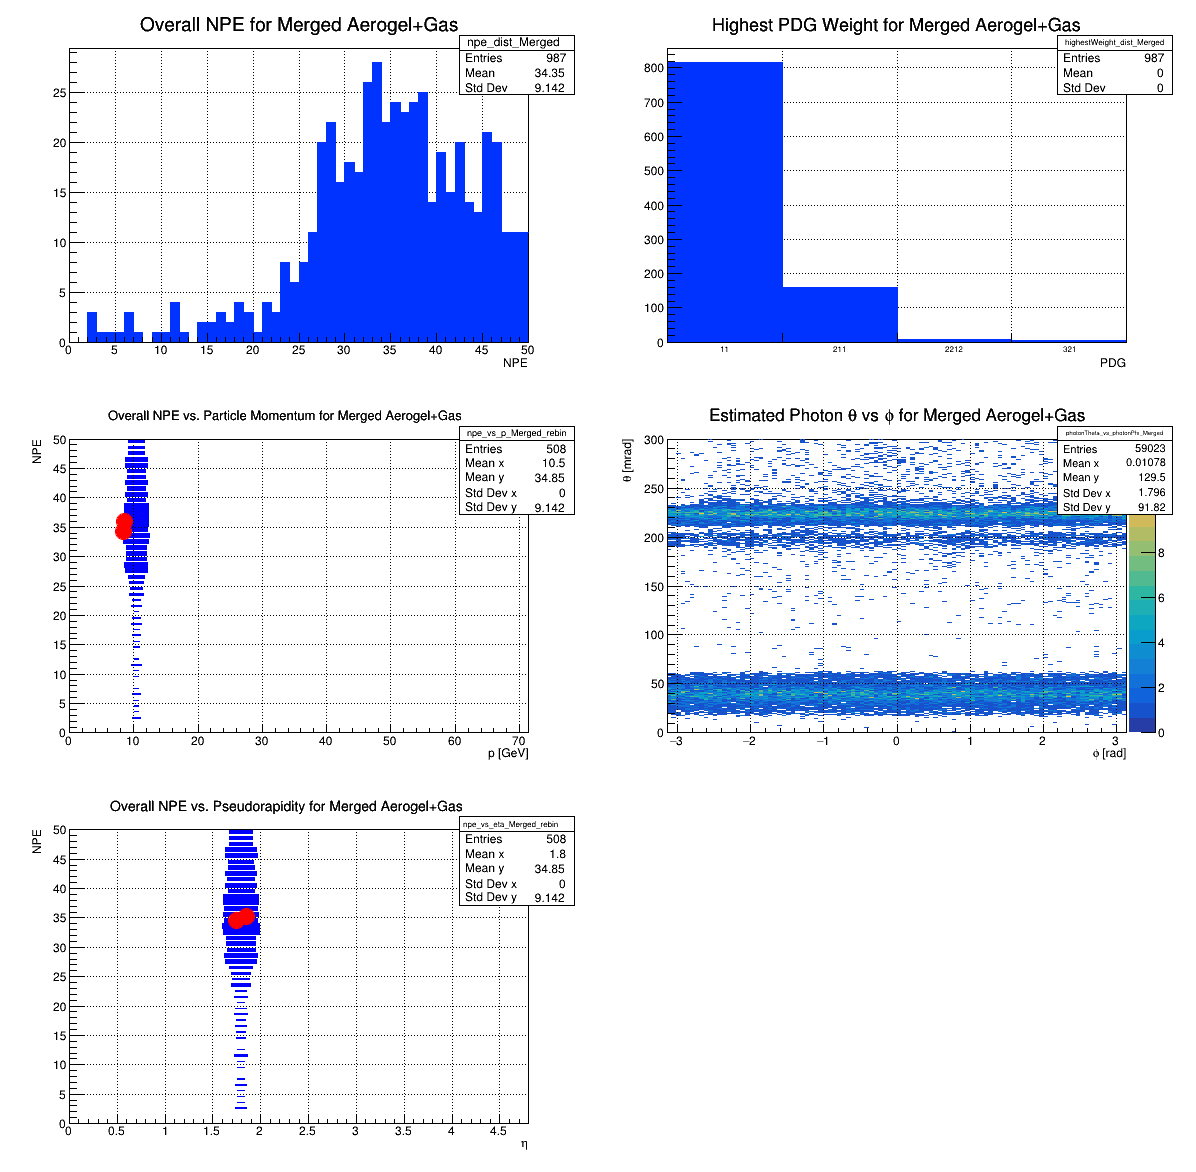 Overall NPE for Merged Aerogel+Gas
npe_dist_Merged
Entries 987
Mean 34.35
Std Dev 9.142
0 5 10 15 20 25
0 5 10 15 20 25 30 35 40 45 50
NPE
Highest PDG Weight for Merged Aerogel+Gas
highestWeight_dist_Merged
Entries 987
Mean 0
Std Dev 0
0 100 200 300 400 500 600 700 800
11 211 2212 321
PDG
Overall NPE vs. Particle Momentum for Merged Aerogel+Gas
npe_vs_p_Merged_rebin
Entries 508
Mean x 10.5
Mean y 34.85
Std Dev x 0
Std Dev y 9.142
NPE
0 5 10 15 20 25 30 35 40 45 50
0 10 20 30 40 50 60 70
p [GeV]
Estimated Photon θ vs ϕ for Merged Aerogel+Gas
photonTheta_vs_photonPhi_Merged
Entries 59023
Mean x 0.01078
Mean y 129.5
Std Dev x 1.796
Std Dev y 91.82
θ [mrad]
0 50 100 150 200 250 300
−3 −2 −1 0 1 2 3
ϕ [rad]
0 2 4 6 8
Overall NPE vs. Pseudorapidity for Merged Aerogel+Gas
npe_vs_eta_Merged_rebin
Entries 508
Mean x 1.8
Mean y 34.85
Std Dev x 0
Std Dev y 9.142
NPE
0 5 10 15 20 25 30 35 40 45 50
0 0.5 1 1.5 2 2.5 3 3.5 4 4.5
η